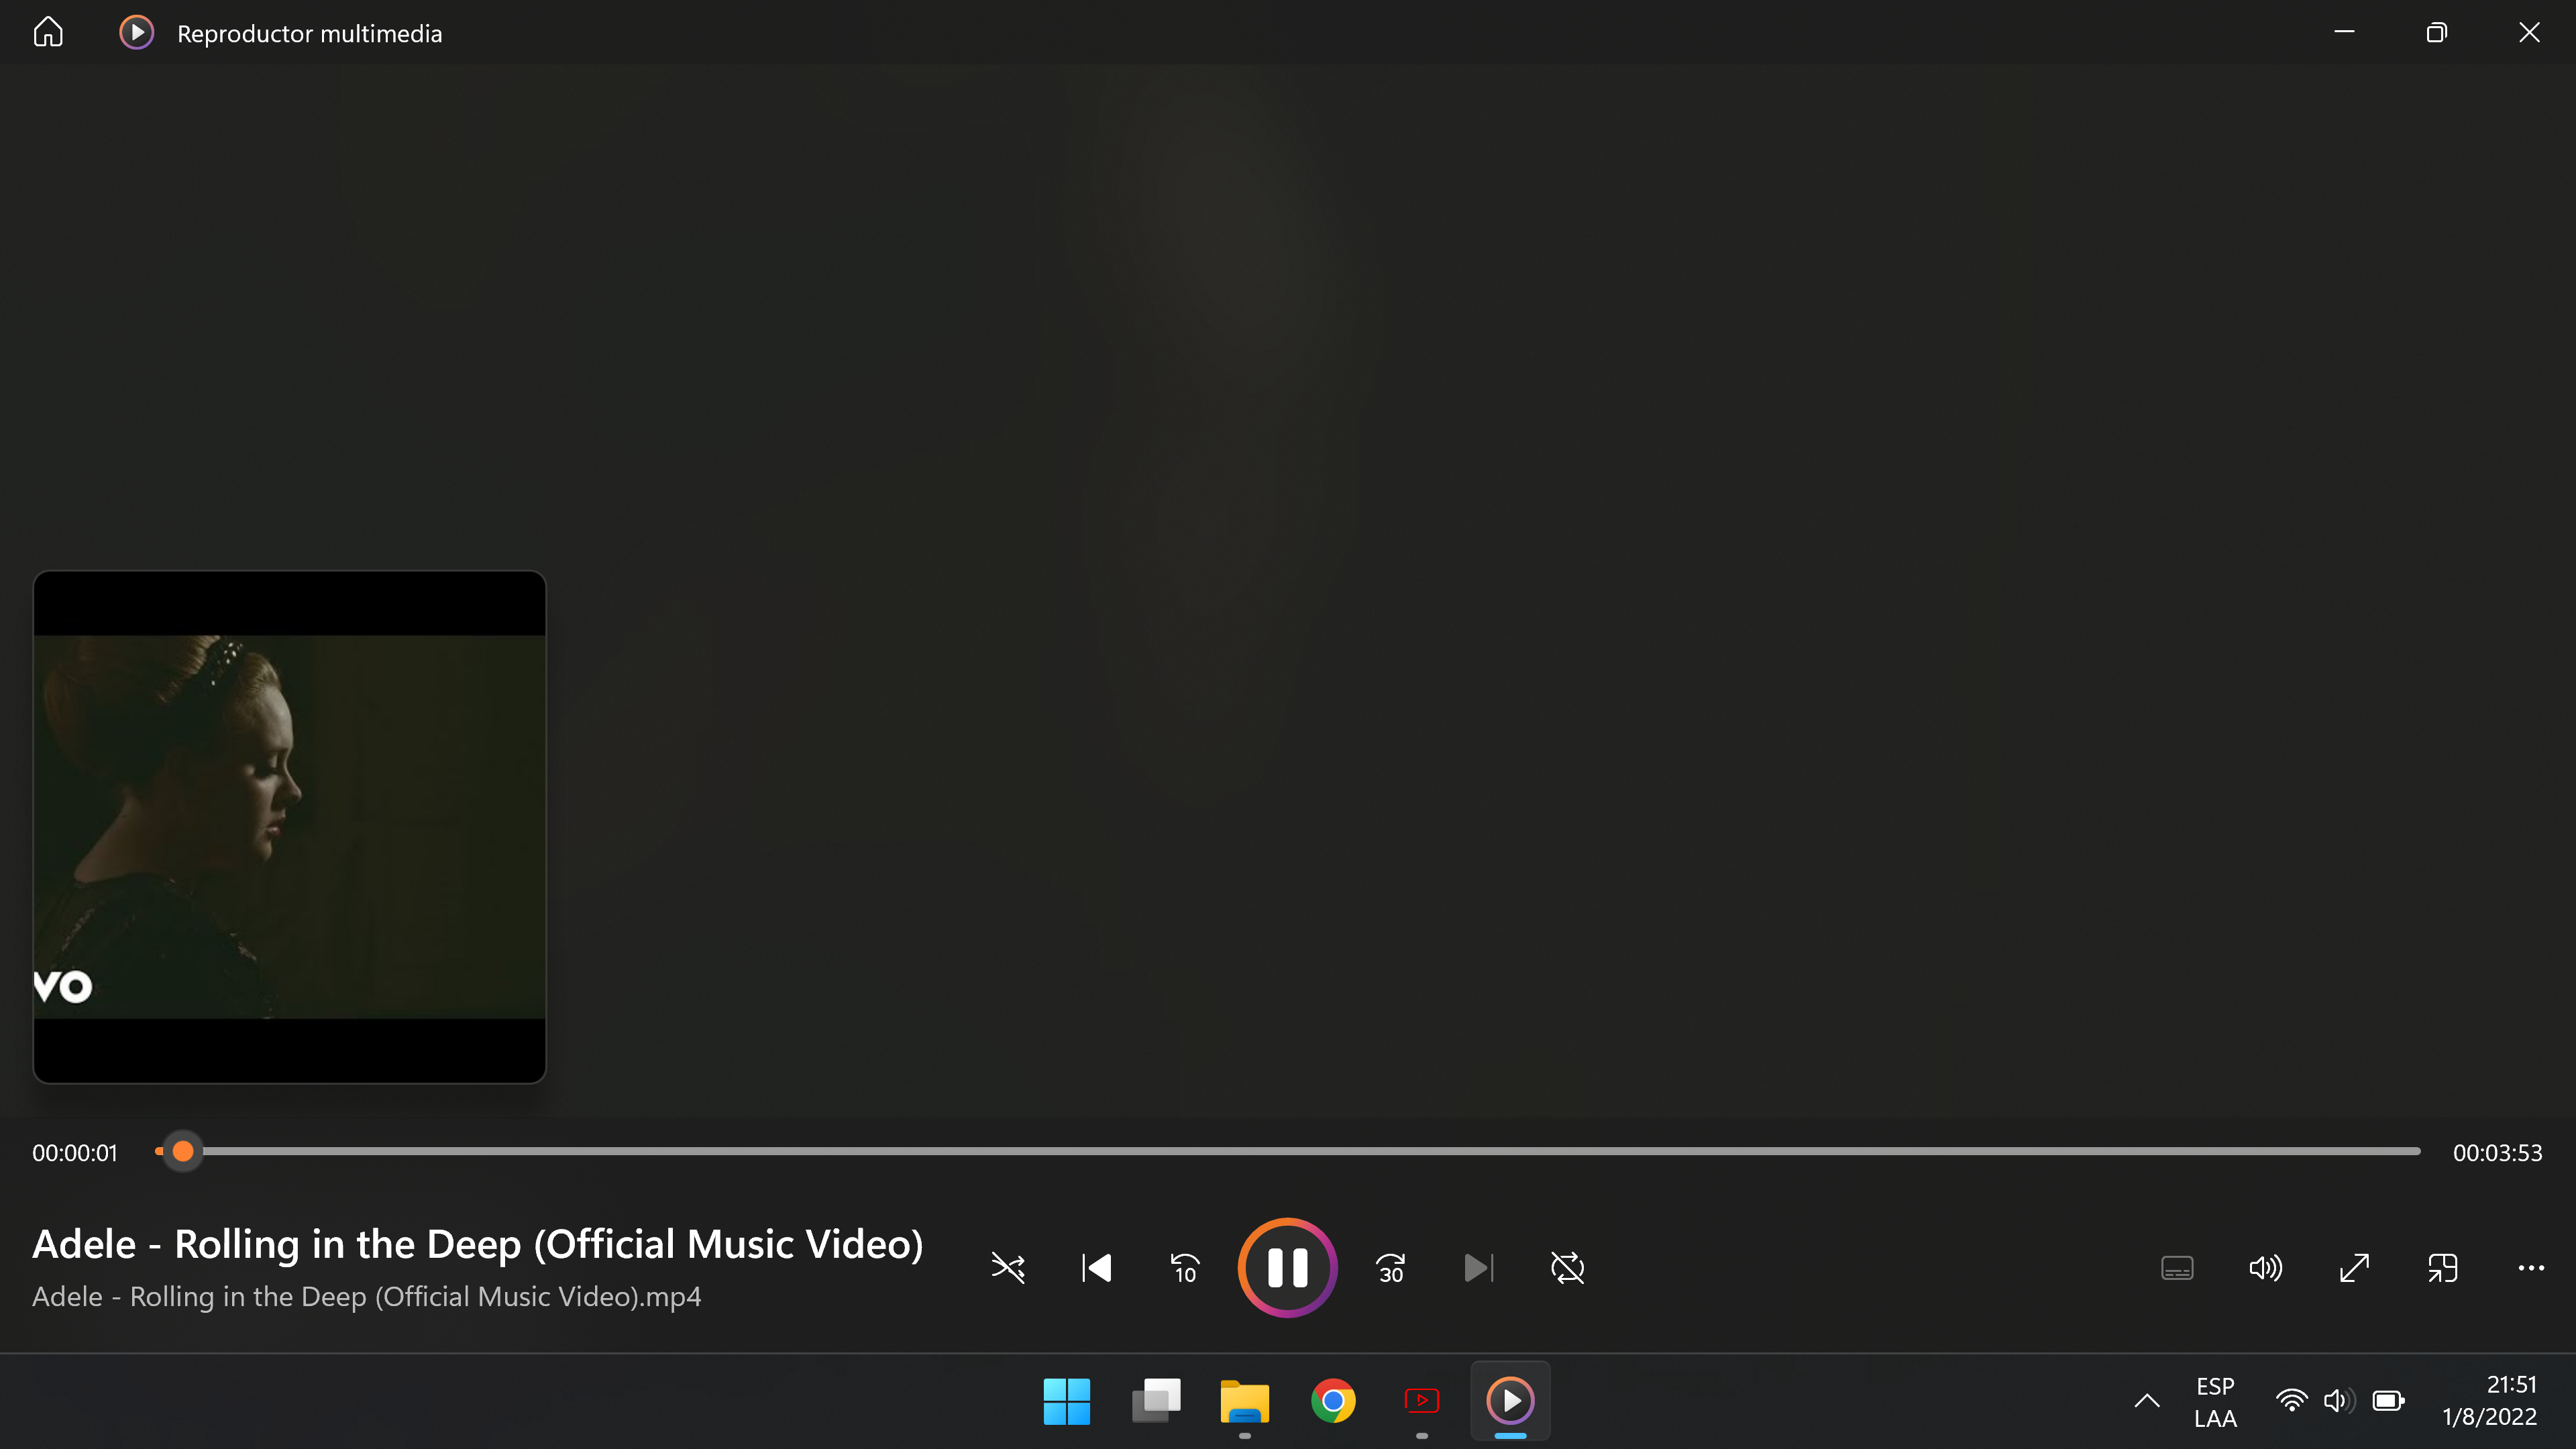 Reproductor multimedia
VO
00:00:01
00:03:53
Adele - Rolling in the Deep (Official Music Video)
Adele - Rolling in the Deep (Official Music Video).mp4
10
30
ESP
LAA
21:51
1/8/2022